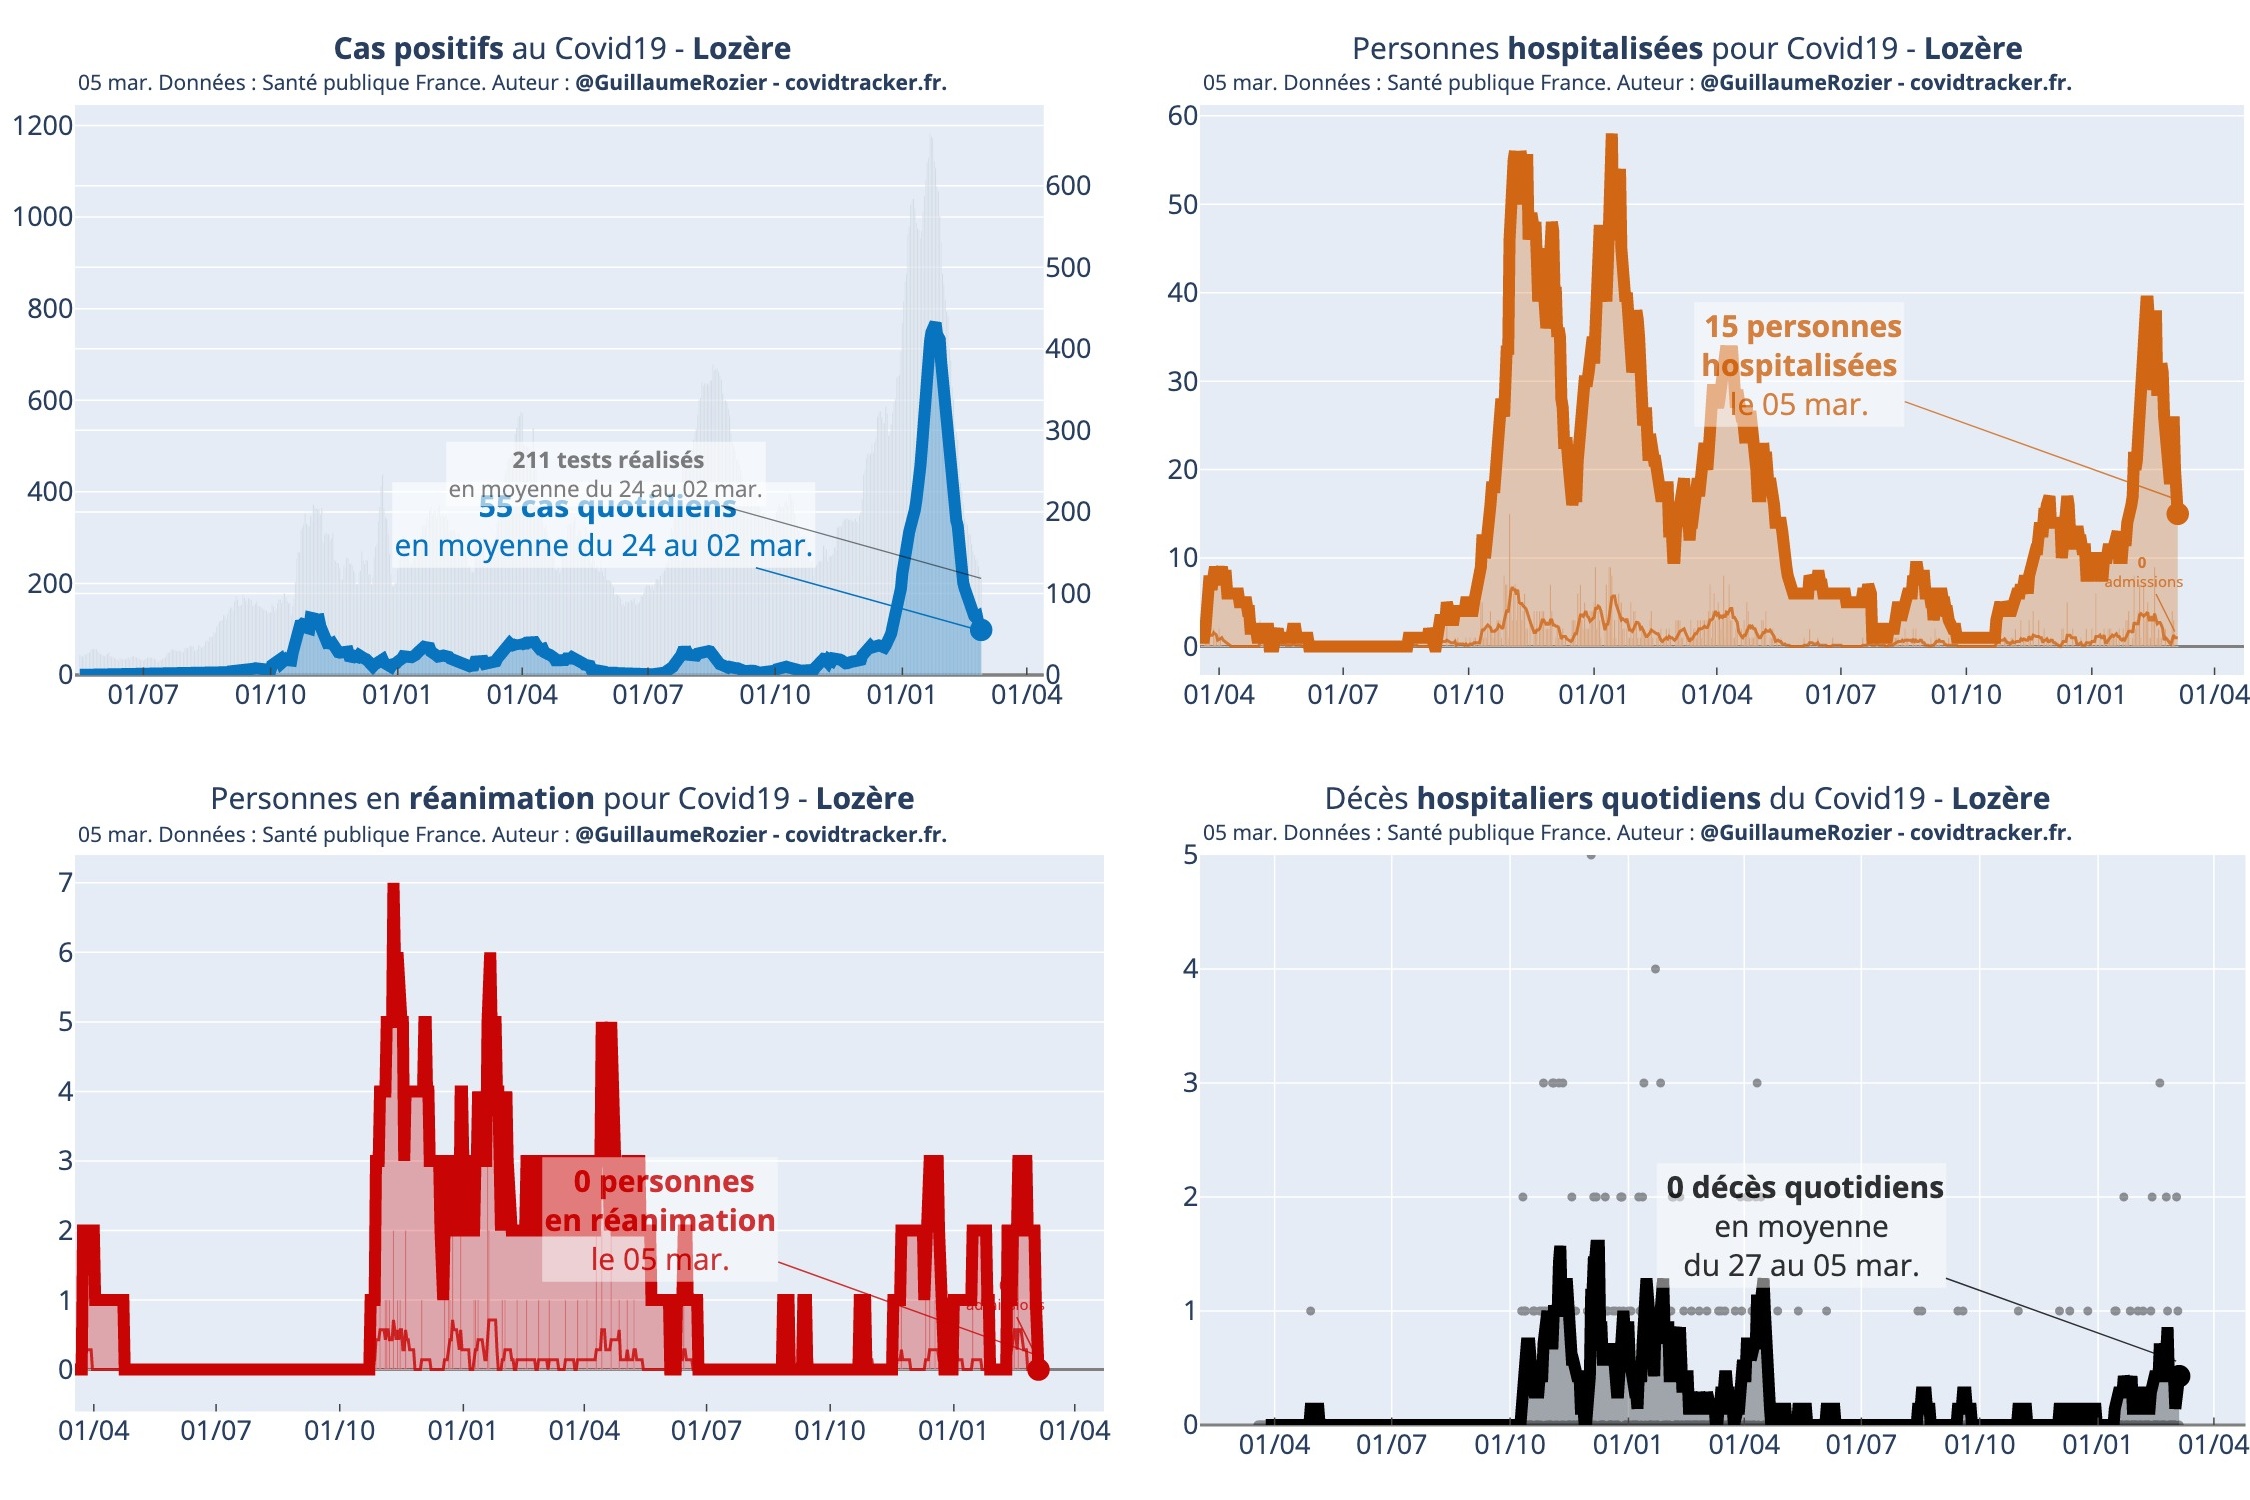 Cas positifs au Covid19 - Lozère
05 mar. Données : Santé publique France. Auteur : @GuillaumeRozier - covidtracker.fr.
1200
1000
800
600
400
200
0
600
500
400
300
200
100
0
211 tests réalisés
en moyenne du 24 au 02 mar.
55 cas quotidiens
en moyenne du 24 au 02 mar.
01/07 01/10 01/01 01/04 01/07 01/10 01/01 01/04
Personnes hospitalisées pour Covid19 - Lozère
05 mar. Données : Santé publique France. Auteur : @GuillaumeRozier - covidtracker.fr.
60
50
40
30
20
10
0
15 personnes
hospitalisées
le 05 mar.
0
admissions
01/04 01/07 01/10 01/01 01/04 01/07 01/10 01/01 01/04
Personnes en réanimation pour Covid19 - Lozère
05 mar. Données : Santé publique France. Auteur : @GuillaumeRozier - covidtracker.fr.
7
6
5
4
3
2
1
0
0 personnes
en réanimation
le 05 mar.
admissions
01/04 01/07 01/10 01/01 01/04 01/07 01/10 01/01 01/04
Décès hospitaliers quotidiens du Covid19 - Lozère
05 mar. Données : Santé publique France. Auteur : @GuillaumeRozier - covidtracker.fr.
5
4
3
2
1
0
0 décès quotidiens
en moyenne
du 27 au 05 mar.
01/04 01/07 01/10 01/01 01/04 01/07 01/10 01/01 01/04